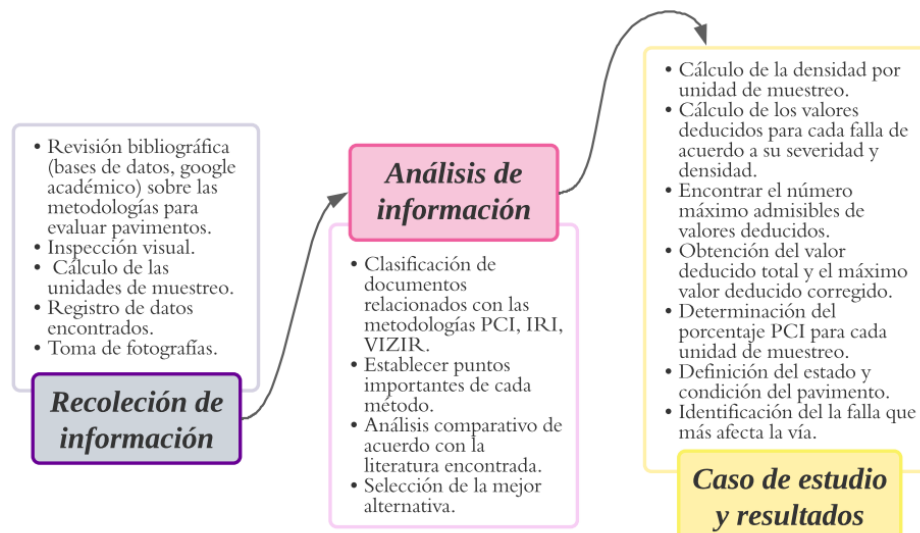 • Revisión bibliográfica
(bases de datos, google
académico) sobre las
metodologías para
evaluar pavimentos.
• Inspección visual.
• Cálculo de las
unidades de muestreo.
• Registro de datos
encontrados.
• Toma de fotografías.
Recoleción de
información
Análisis de
información
• Clasificación de
documentos
relacionados con las
metodologías PCI, IRI,
VIZIR.
• Establecer puntos
importantes de cada
método.
• Análisis comparativo de
acuerdo con la
literatura encontrada.
• Selección de la mejor
alternativa.
• Cálculo de la densidad por
unidad de muestreo.
• Cálculo de los valores
deducidos para cada falla de
acuerdo a su severidad y
densidad.
• Encontrar el número
máximo admisibles de
valores deducidos.
• Obtención del valor
deducido total y el máximo
valor deducido corregido.
• Determinación del
porcentaje PCI para cada
unidad de muestreo.
• Definición del estado y
condición del pavimento.
• Identificación del la falla que
más afecta la vía.
Caso de estudio
y resultados